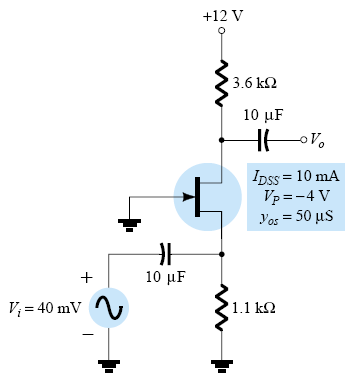 +12 V
3.6 kΩ
10 μF
Vo
IDSS = 10 mA
VP = −4 V
yos = 50 μS
+
10 μF
Vi = 40 mV
−
1.1 kΩ